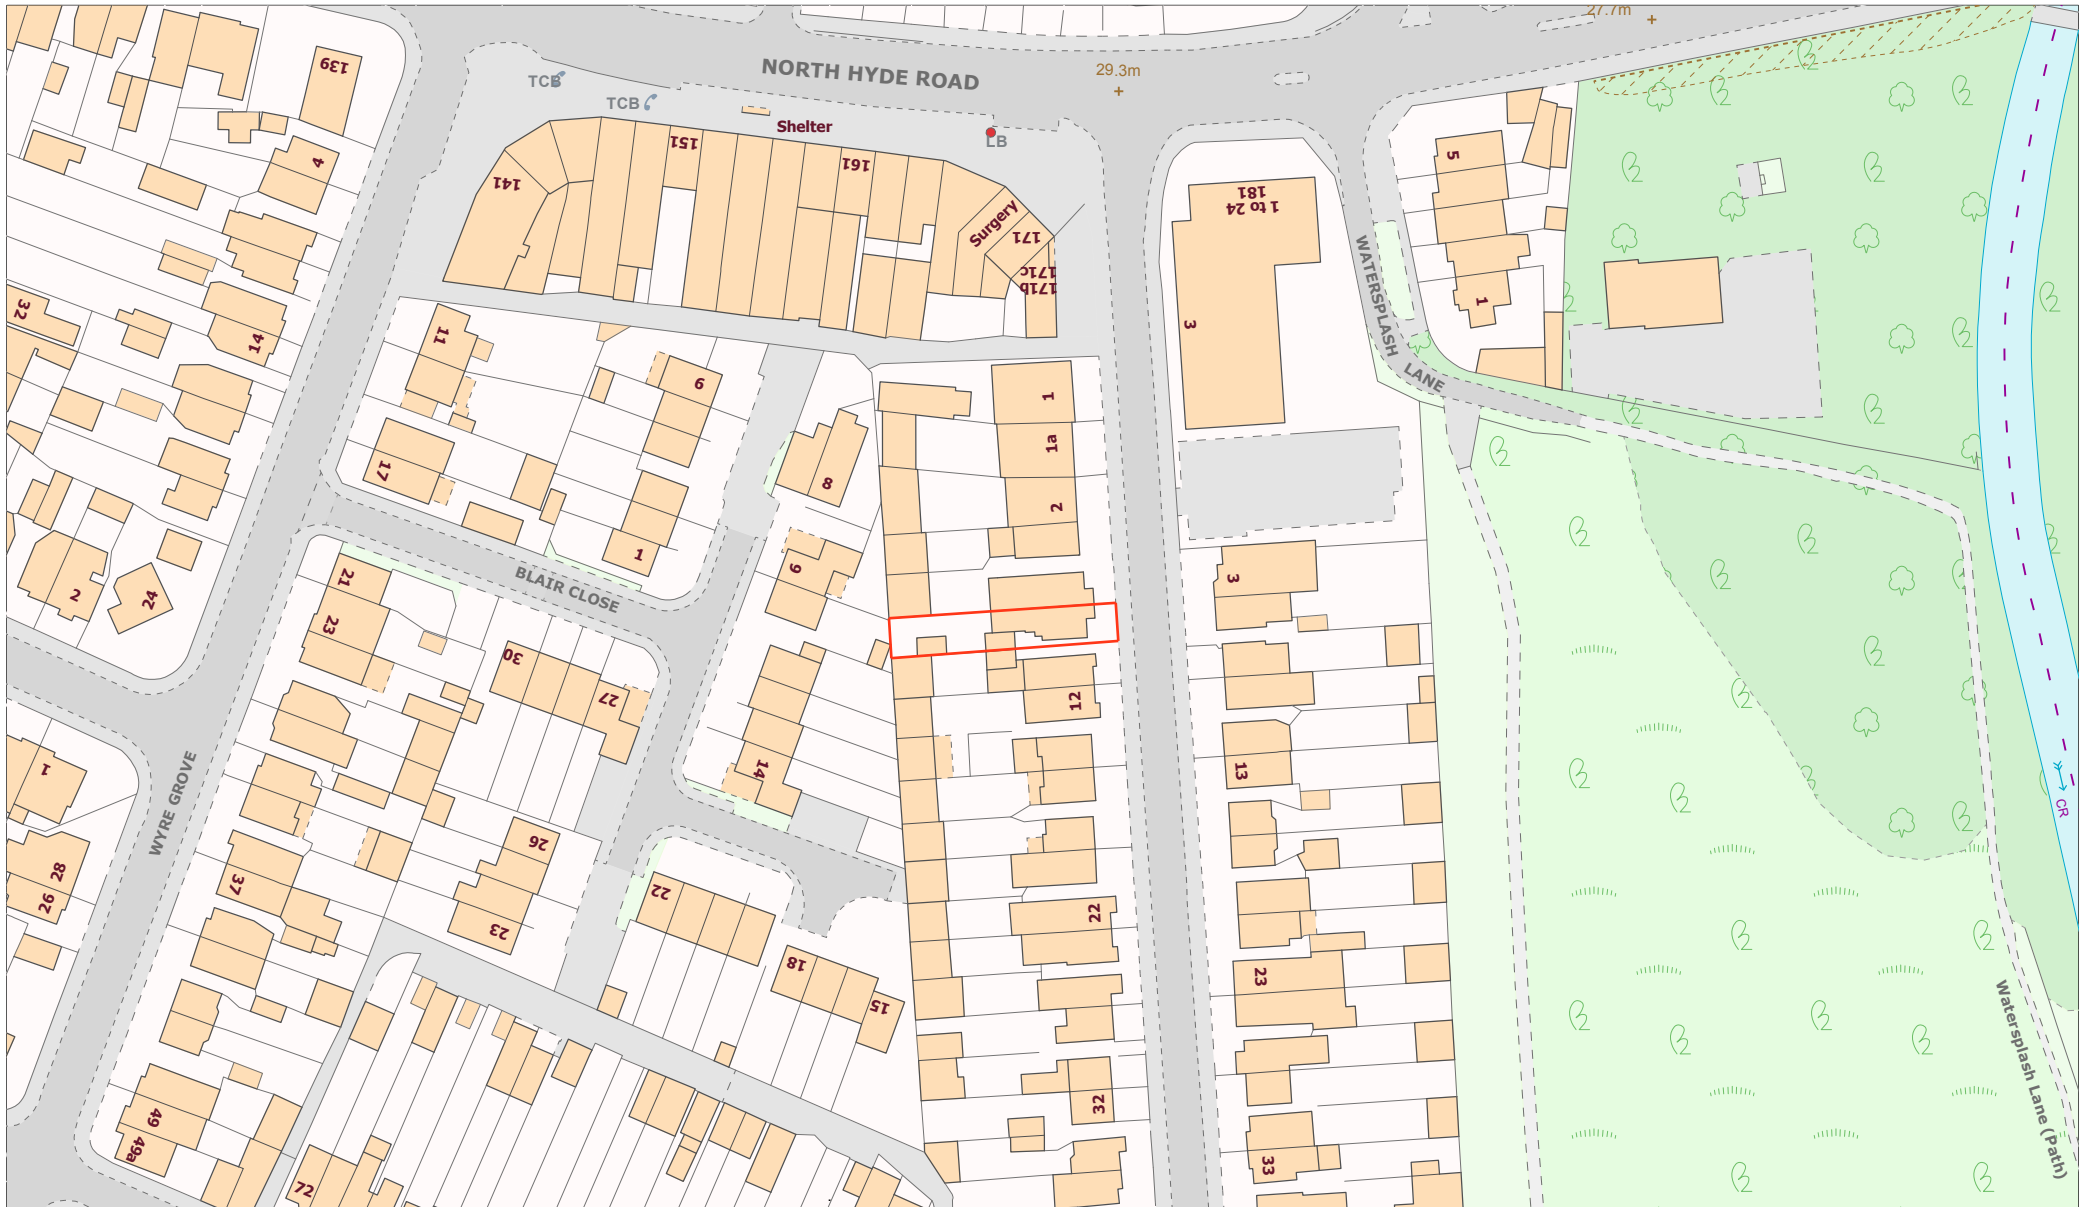 27.7m
139
TCB
NORTH HYDE ROAD
29.3m
TCB
Shelter
LB
151
161
4
141
5
1 to 24
181
Surgery
171
171c
171b
32
14
11
3
1
WATERSPLASH
LANE
9
1
1a
17
8
2
1
2
24
BLAIR CLOSE
21
23
9
3
30
27
12
1
14
13
WYRE GROVE
CR
28
26
37
26
23
22
22
18
15
23
49
49a
32
33
72
Watersplash Lane (Path)